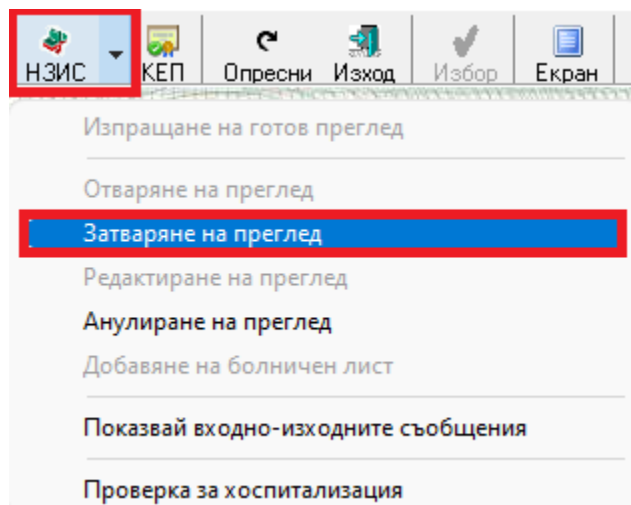 НЗИС КЕП Опресни Изход Избор Екран
Изпращане на готов преглед
Отваряне на преглед
Затваряне на преглед
Редактиране на преглед
Анулиране на преглед
Добавяне на болничен лист
Показвай входно-изходните съобщения
Проверка за хоспитализация